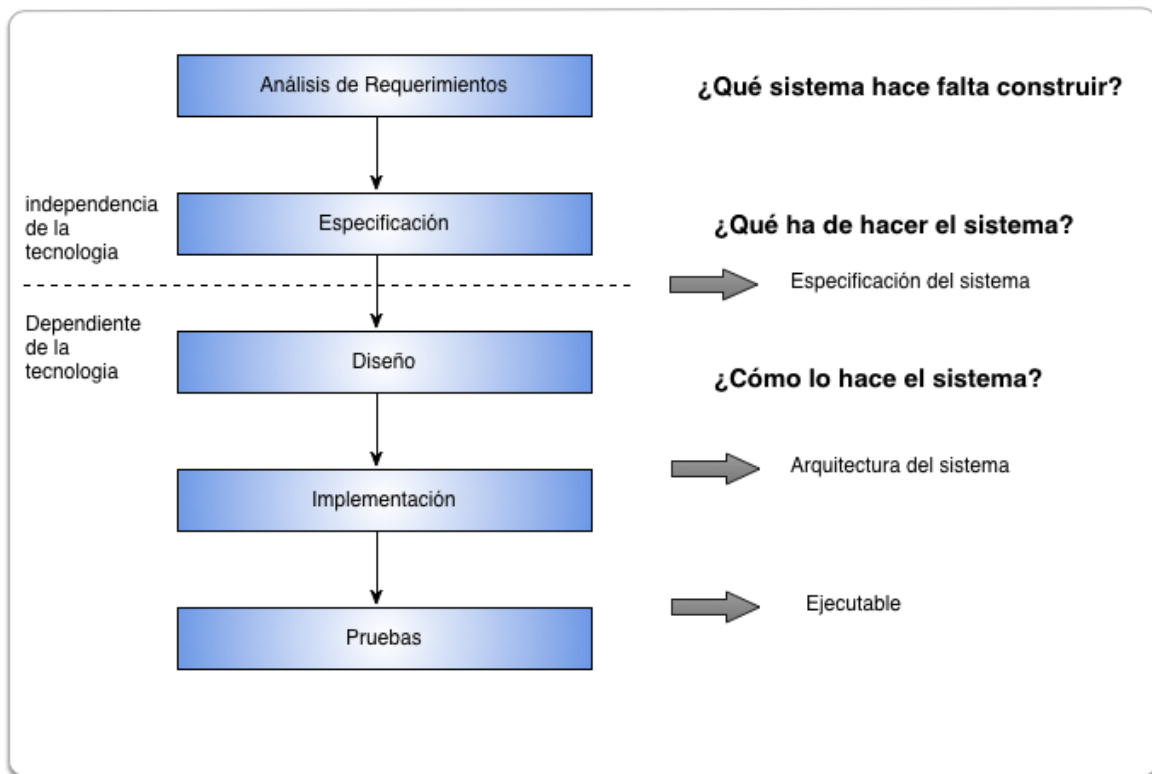 Análisis de Requerimientos
¿Qué sistema hace falta construir?
independencia
de la
tecnologia
Especificación
¿Qué ha de hacer el sistema?
Especificación del sistema
Dependiente
de la
tecnologia
Diseño
¿Cómo lo hace el sistema?
Implementación
Arquitectura del sistema
Pruebas
Ejecutable